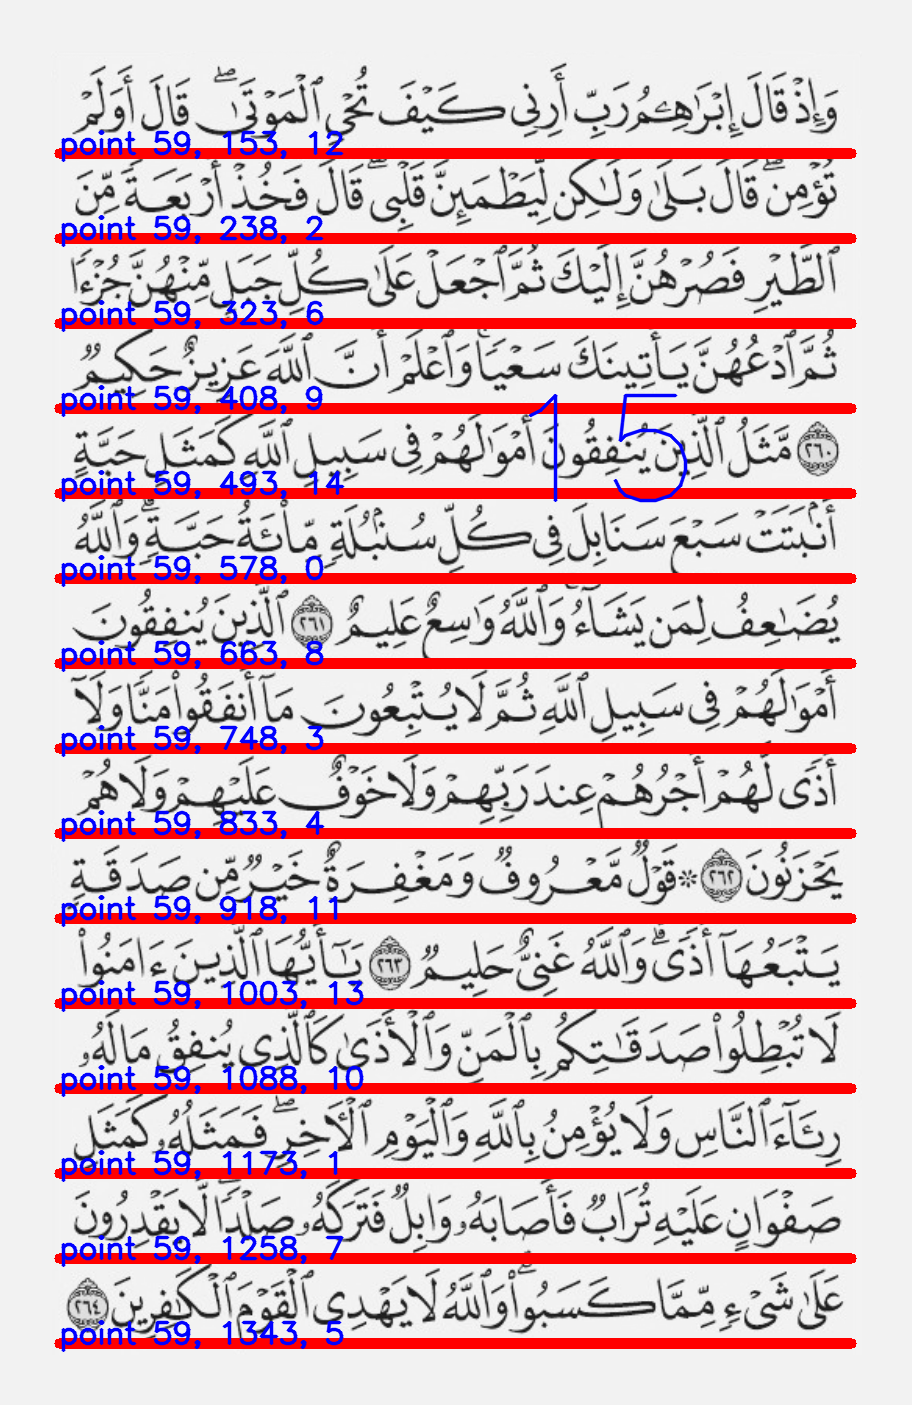 وَإِذْ قَالَ إِبْرَٰهِـۧمُ رَبِّ أَرِنِى كَيْفَ تُحْىِ ٱلْمَوْتَىٰ ۖ قَالَ أَوَلَمْ
point 59, 153, 12
تُؤْمِن ۖ قَالَ بَلَىٰ وَلَـٰكِن لِّيَطْمَئِنَّ قَلْبِى ۖ قَالَ فَخُذْ أَرْبَعَةً مِّنَ
point 59, 238, 2
ٱلطَّيْرِ فَصُرْهُنَّ إِلَيْكَ ثُمَّ ٱجْعَلْ عَلَىٰ كُلِّ جَبَلٍ مِّنْهُنَّ جُزْءًا
point 59, 323, 6
ثُمَّ ٱدْعُهُنَّ يَأْتِينَكَ سَعْيًا ۚ وَٱعْلَمْ أَنَّ ٱللَّهَ عَزِيزٌ حَكِيمٌ
point 59, 408, 9
15
٢٦٠ مَّثَلُ ٱلَّذِينَ يُنفِقُونَ أَمْوَٰلَهُمْ فِى سَبِيلِ ٱللَّهِ كَمَثَلِ حَبَّةٍ
point 59, 493, 14
أَنۢبَتَتْ سَبْعَ سَنَابِلَ فِى كُلِّ سُنۢبُلَةٍ مِّا۟ئَةُ حَبَّةٍ ۗ وَٱللَّهُ
point 59, 578, 0
يُضَـٰعِفُ لِمَن يَشَآءُ ۗ وَٱللَّهُ وَٰسِعٌ عَلِيمٌ ٢٦١ ٱلَّذِينَ يُنفِقُونَ
point 59, 663, 8
أَمْوَٰلَهُمْ فِى سَبِيلِ ٱللَّهِ ثُمَّ لَا يُتْبِعُونَ مَآ أَنفَقُوا۟ مَنًّا وَلَآ
point 59, 748, 3
أَذًى لَّهُمْ أَجْرُهُمْ عِندَ رَبِّهِمْ وَلَا خَوْفٌ عَلَيْهِمْ وَلَا هُمْ
point 59, 833, 4
يَحْزَنُونَ ٢٦٢ ۞ قَوْلٌ مَّعْرُوفٌ وَمَغْفِرَةٌ خَيْرٌ مِّن صَدَقَةٍ
point 59, 918, 11
يَتْبَعُهَآ أَذًى ۗ وَٱللَّهُ غَنِىٌّ حَلِيمٌ ٢٦٣ يَـٰٓأَيُّهَا ٱلَّذِينَ ءَامَنُوا۟
point 59, 1003, 13
لَا تُبْطِلُوا۟ صَدَقَـٰتِكُم بِٱلْمَنِّ وَٱلْأَذَىٰ كَٱلَّذِى يُنفِقُ مَالَهُۥ
point 59, 1088, 10
رِئَآءَ ٱلنَّاسِ وَلَا يُؤْمِنُ بِٱللَّهِ وَٱلْيَوْمِ ٱلْـَٔاخِرِ ۖ فَمَثَلُهُۥ كَمَثَلِ
point 59, 1173, 1
صَفْوَانٍ عَلَيْهِ تُرَابٌ فَأَصَابَهُۥ وَابِلٌ فَتَرَكَهُۥ صَلْدًا ۖ لَّا يَقْدِرُونَ
point 59, 1258, 7
عَلَىٰ شَىْءٍ مِّمَّا كَسَبُوا۟ ۗ وَٱللَّهُ لَا يَهْدِى ٱلْقَوْمَ ٱلْكَـٰفِرِينَ ٢٦٤
point 59, 1343, 5